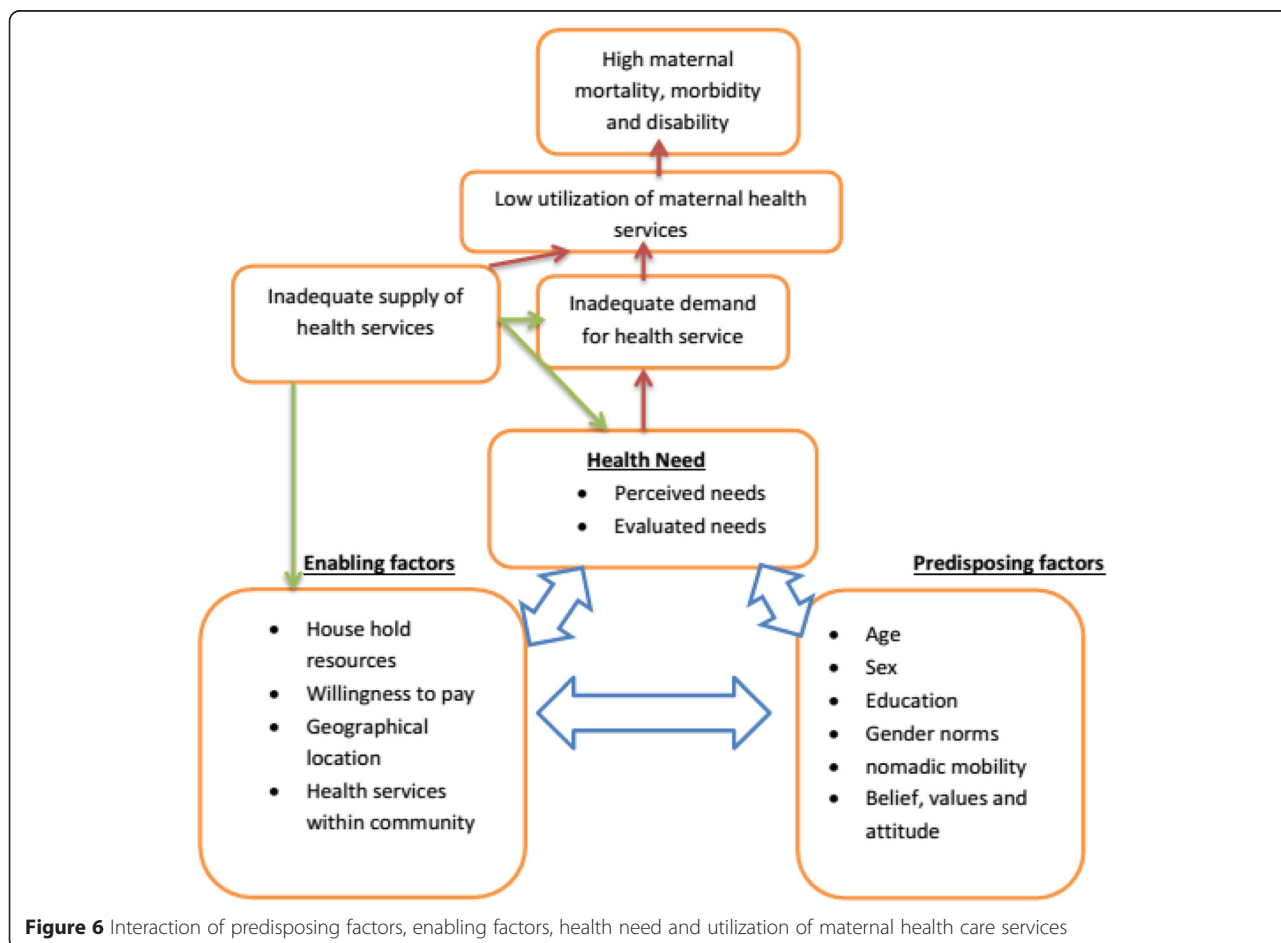 High maternal
mortality, morbidity
and disability
Low utilization of maternal health
services
Inadequate supply of
health services
Inadequate demand
for health service
Health Need
• Perceived needs
• Evaluated needs
Enabling factors
• House hold
resources
• Willingness to pay
• Geographical
location
• Health services
within community
Predisposing factors
• Age
• Sex
• Education
• Gender norms
• nomadic mobility
• Belief, values and
attitude
Figure 6 Interaction of predisposing factors, enabling factors, health need and utilization of maternal health care services